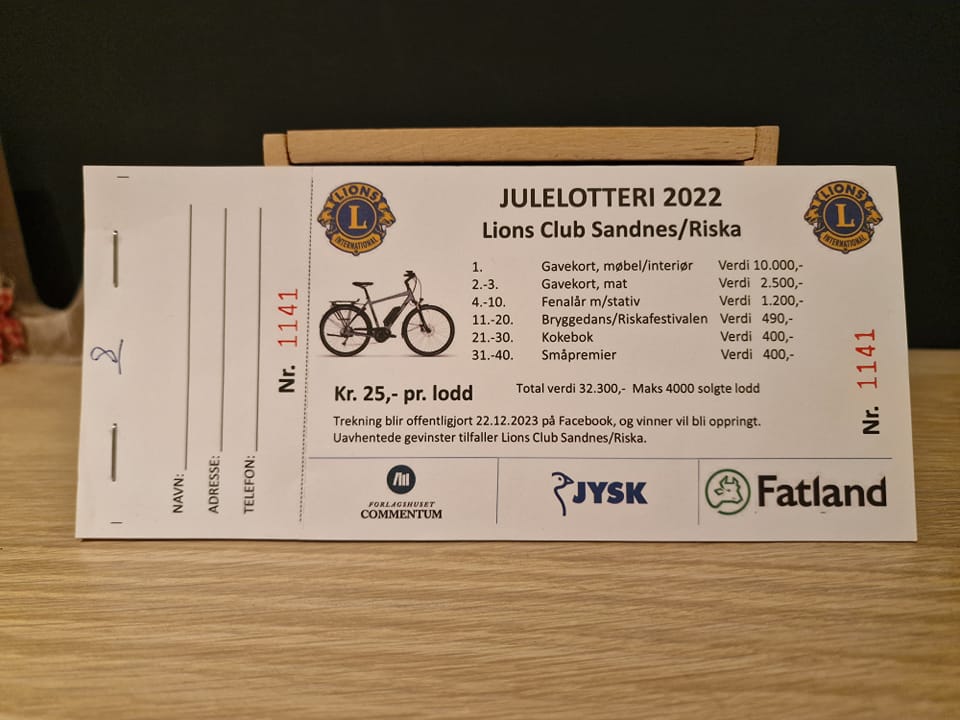 8
NAVN:
ADRESSE:
TELEFON:
Nr. 1141
LIONS
L
INTERNATIONAL
JULELOTTERI 2022
Lions Club Sandnes/Riska
LIONS
L
INTERNATIONAL
1. Gavekort, møbel/interiør Verdi 10.000,-
2.-3. Gavekort, mat Verdi 2.500,-
4.-10. Fenalår m/stativ Verdi 1.200,-
11.-20. Bryggedans/Riskafestivalen Verdi 490,-
21.-30. Kokebok Verdi 400,-
31.-40. Småpremier Verdi 400,-
Kr. 25,- pr. lodd Total verdi 32.300,- Maks 4000 solgte lodd
Trekning blir offentligjort 22.12.2023 på Facebook, og vinner vil bli oppringt.
Uavhentede gevinster tilfaller Lions Club Sandnes/Riska.
Nr. 1141
FORLAGSHUSET
COMMENTUM
JYSK
Fatland